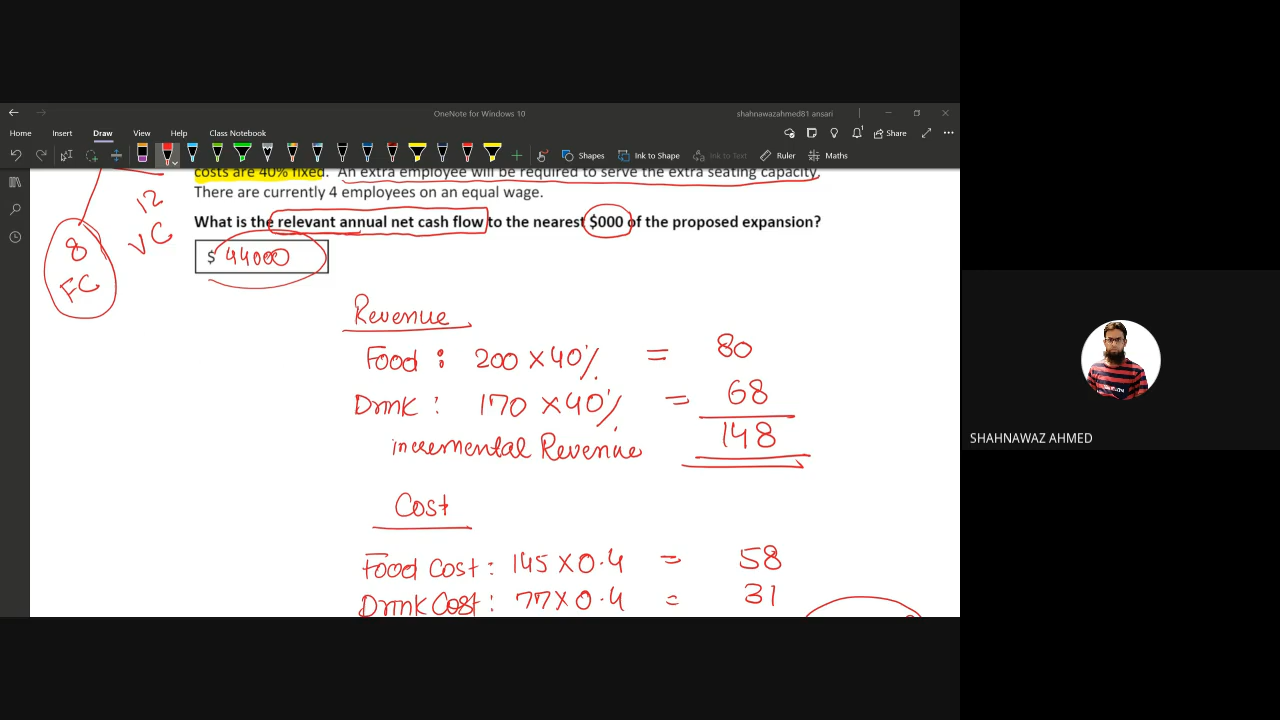 OneNote for Windows 10
shahnawazahmed81 ansari
Home Insert Draw View Help Class Notebook
Share
Shapes Ink to Shape Ink to Text Ruler Maths
costs are 40% fixed. An extra employee will be required to serve the extra seating capacity.
There are currently 4 employees on an equal wage.
12
VC
8
FC
What is the relevant annual net cash flow to the nearest $000 of the proposed expansion?
$ 44000
Revenue
Food : 200 × 40% = 80
Drink : 170 × 40% = 68
incremental Revenue 148
Cost
Food Cost : 145 × 0.4 = 58
Drink Cost : 77 × 0.4 = 31
SHAHNAWAZ AHMED